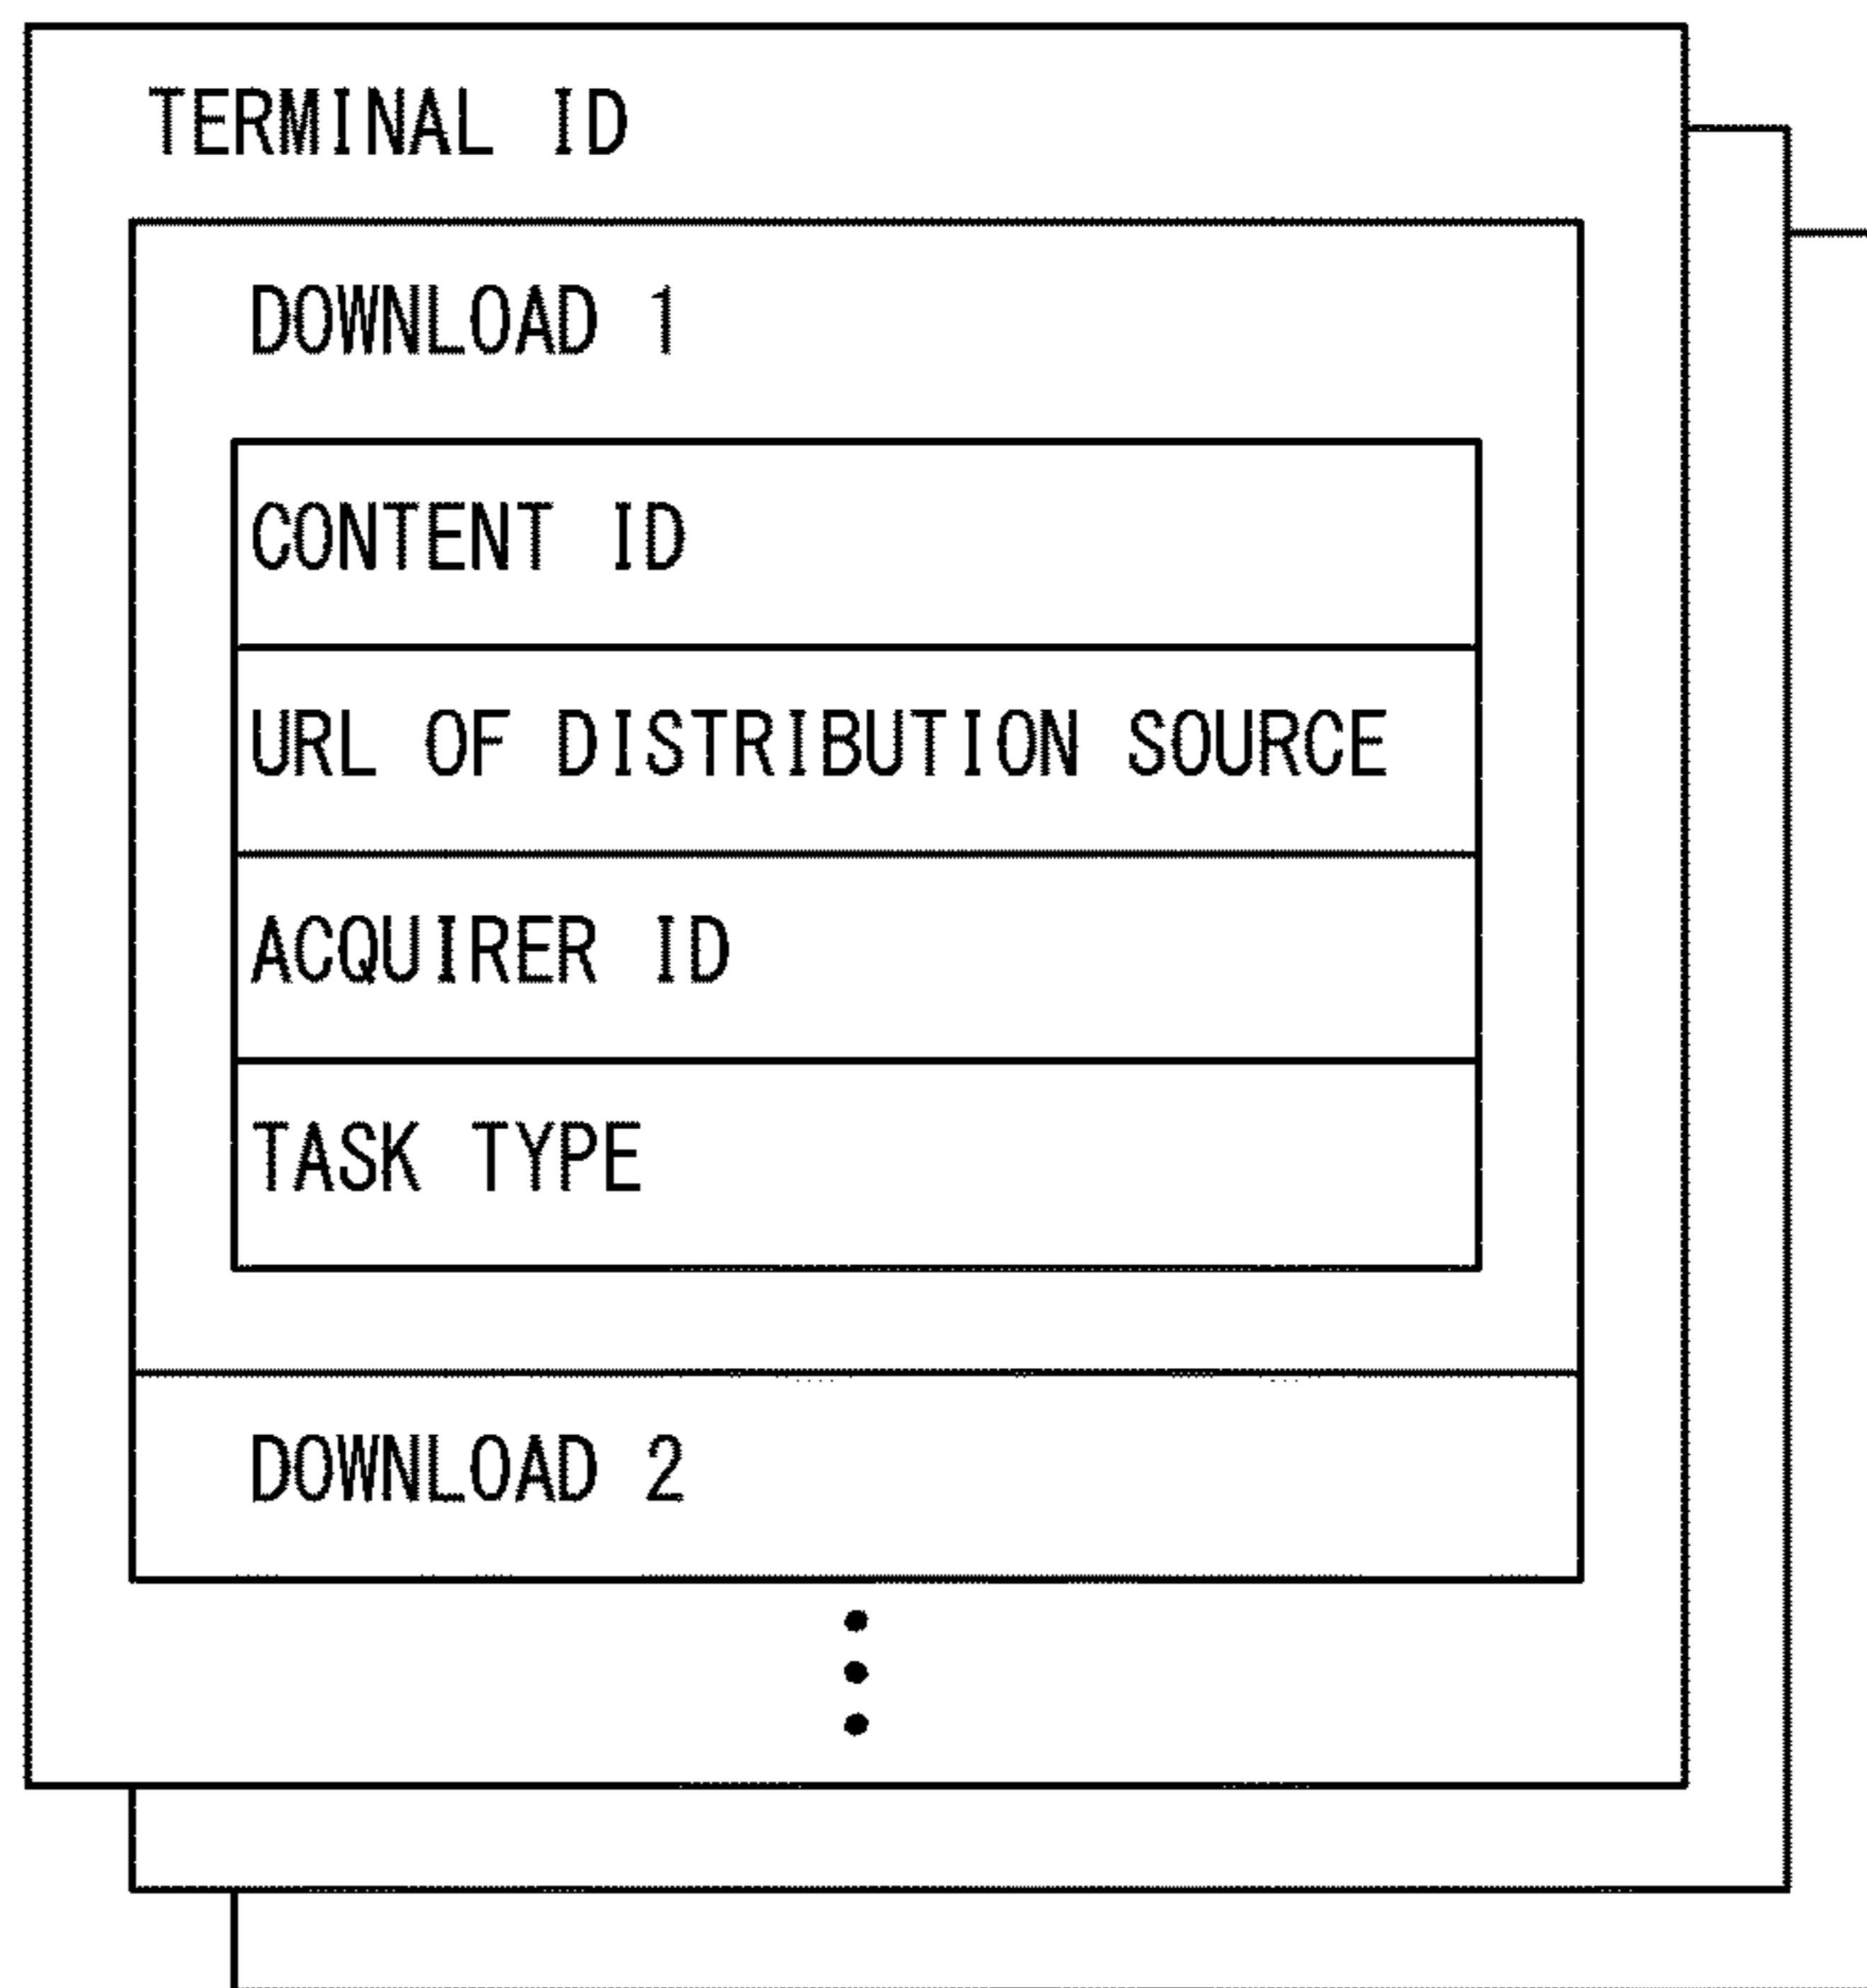 TERMINAL ID
DOWNLOAD 1
CONTENT ID
URL OF DISTRIBUTION SOURCE
ACQUIRER ID
TASK TYPE
DOWNLOAD 2